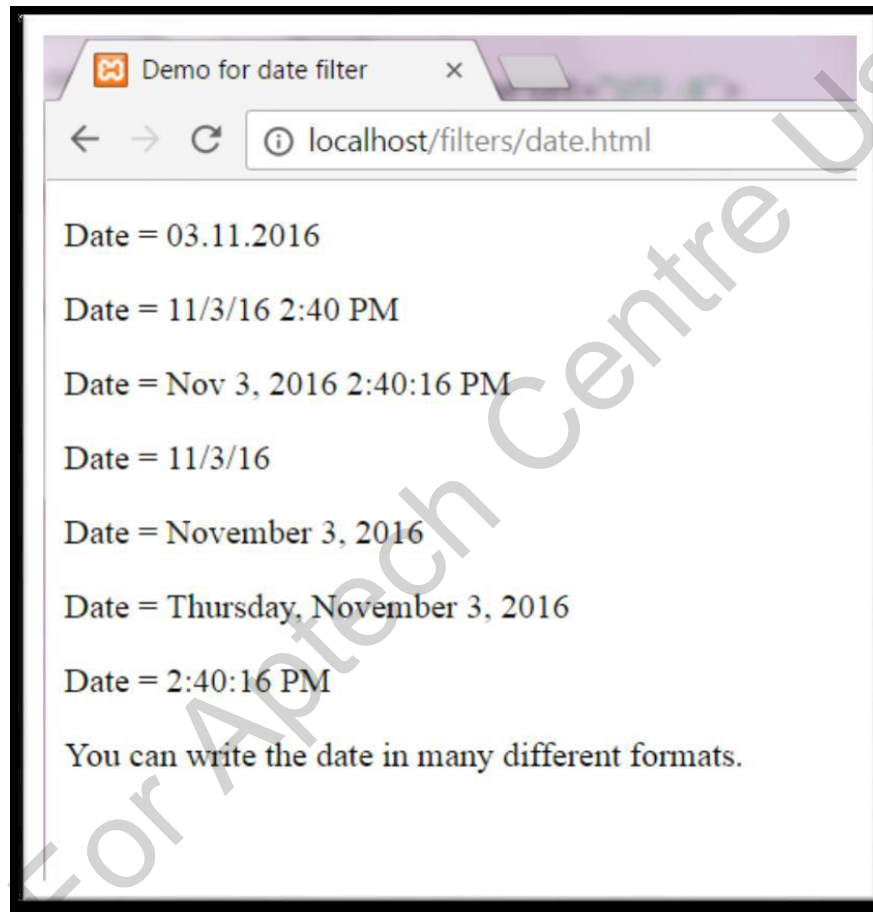 Demo for date filter
localhost/filters/date.html
Date = 03.11.2016
Date = 11/3/16 2:40 PM
Date = Nov 3, 2016 2:40:16 PM
Date = 11/3/16
Date = November 3, 2016
Date = Thursday, November 3, 2016
Date = 2:40:16 PM
You can write the date in many different formats.
For Aptech Centre Us